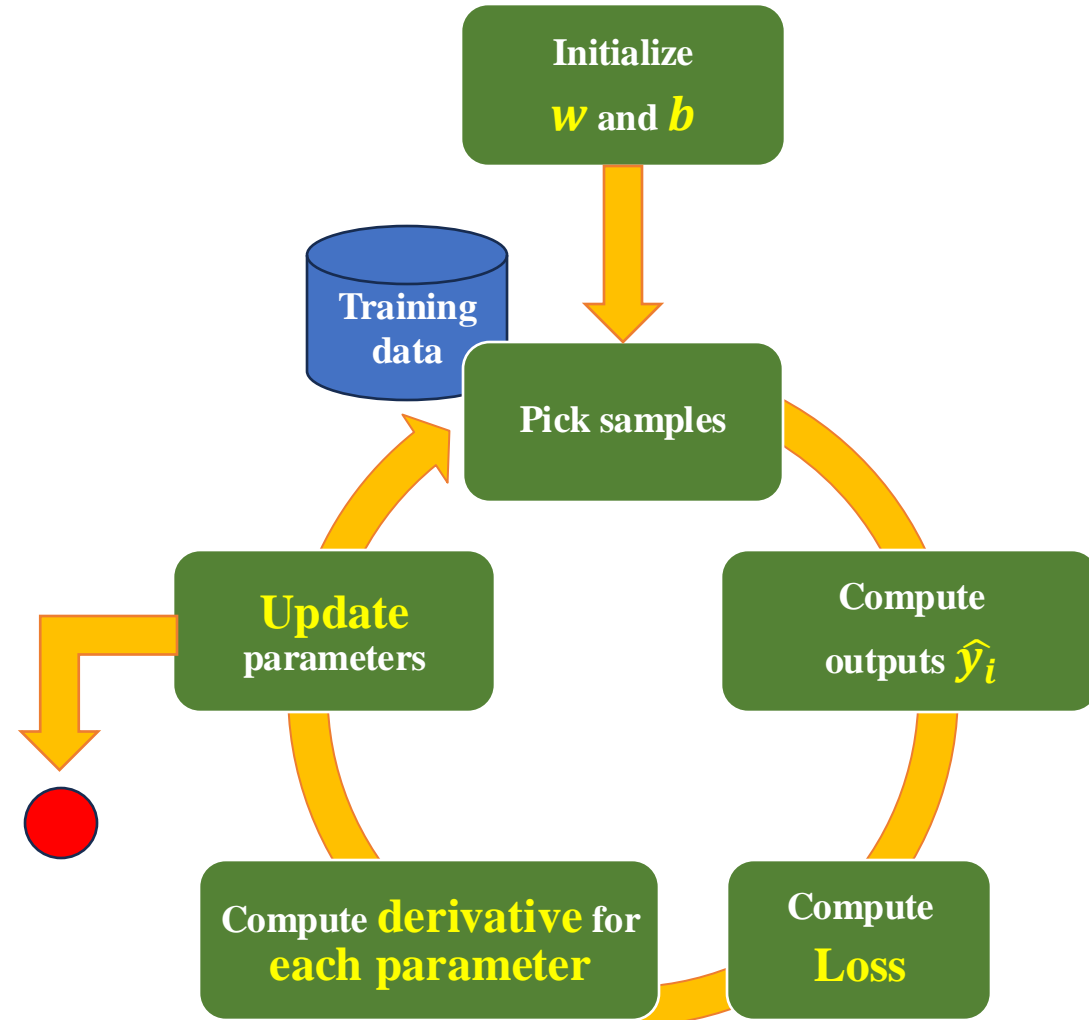 Initialize
w and b
Training
data
Pick samples
Update
parameters
Compute
outputs ŷᵢ
Compute derivative for
each parameter
Compute
Loss